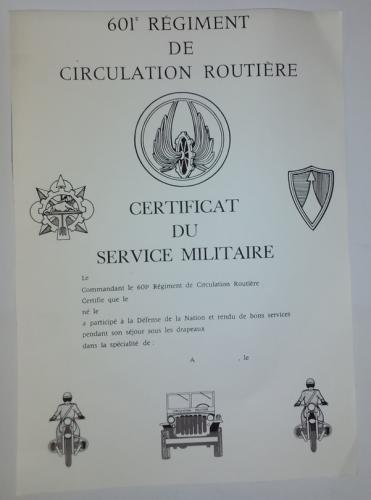 601e RÉGIMENT
DE
CIRCULATION ROUTIÈRE
CERTIFICAT
DU
SERVICE MILITAIRE
Le
Commandant le 601e Régiment de Circulation Routière
Certifie que le
né le
a participé à la Défense de la Nation et rendu de bons services
pendant son séjour sous les drapeaux
dans la spécialité de :
A , le